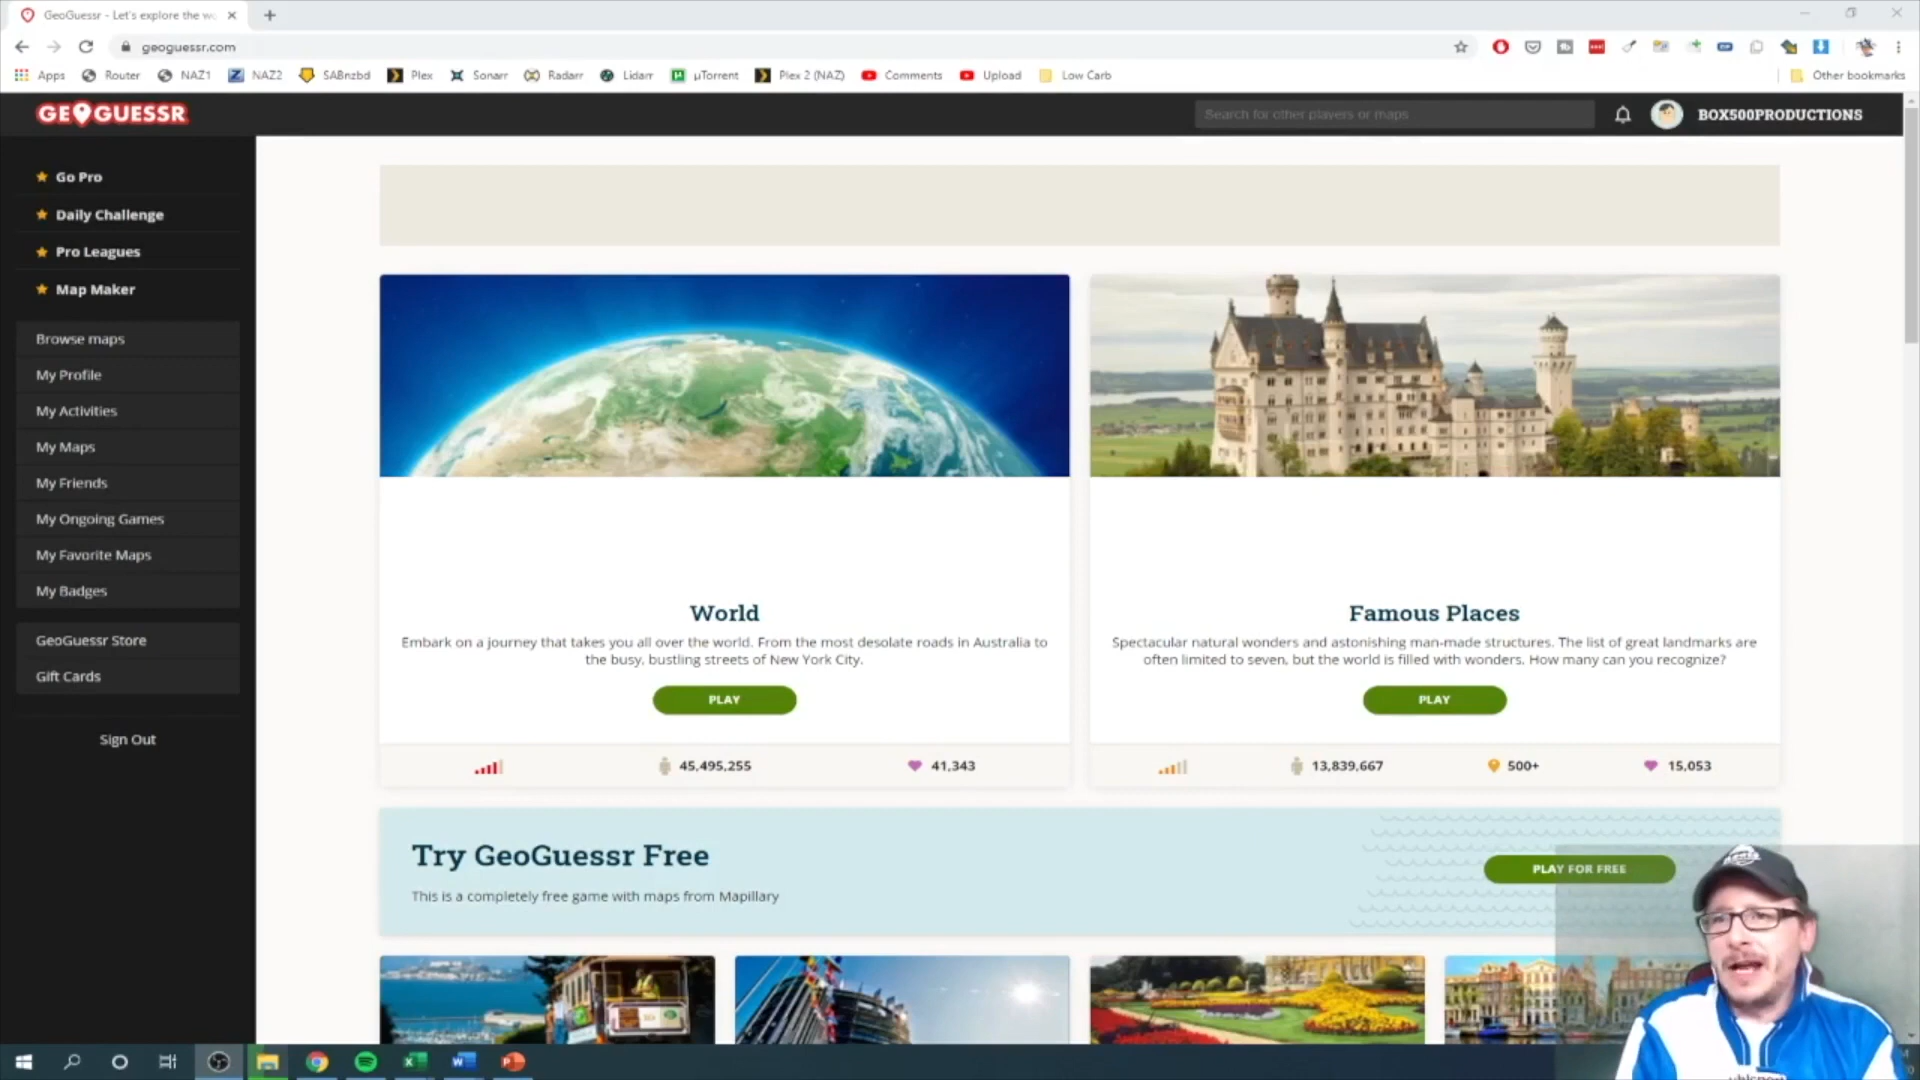 GeoGuessr - Let's explore the wo
geoguessr.com
Apps Router NAZ1 NAZ2 SABnzbd Plex Sonarr Radarr Lidarr µTorrent Plex 2 (NAZ) Comments Upload Low Carb Other bookmarks
GEOGUESSR
Search for other players or maps
BOX500PRODUCTIONS
Go Pro
Daily Challenge
Pro Leagues
Map Maker
Browse maps
My Profile
My Activities
My Maps
My Friends
My Ongoing Games
My Favorite Maps
My Badges
GeoGuessr Store
Gift Cards
Sign Out
World
Embark on a journey that takes you all over the world. From the most desolate roads in Australia to
the busy, bustling streets of New York City.
PLAY
45,495,255 41,343
Famous Places
Spectacular natural wonders and astonishing man-made structures. The list of great landmarks are
often limited to seven, but the world is filled with wonders. How many can you recognize?
PLAY
13,839,667 500+ 15,053
Try GeoGuessr Free
This is a completely free game with maps from Mapillary
PLAY FOR FREE